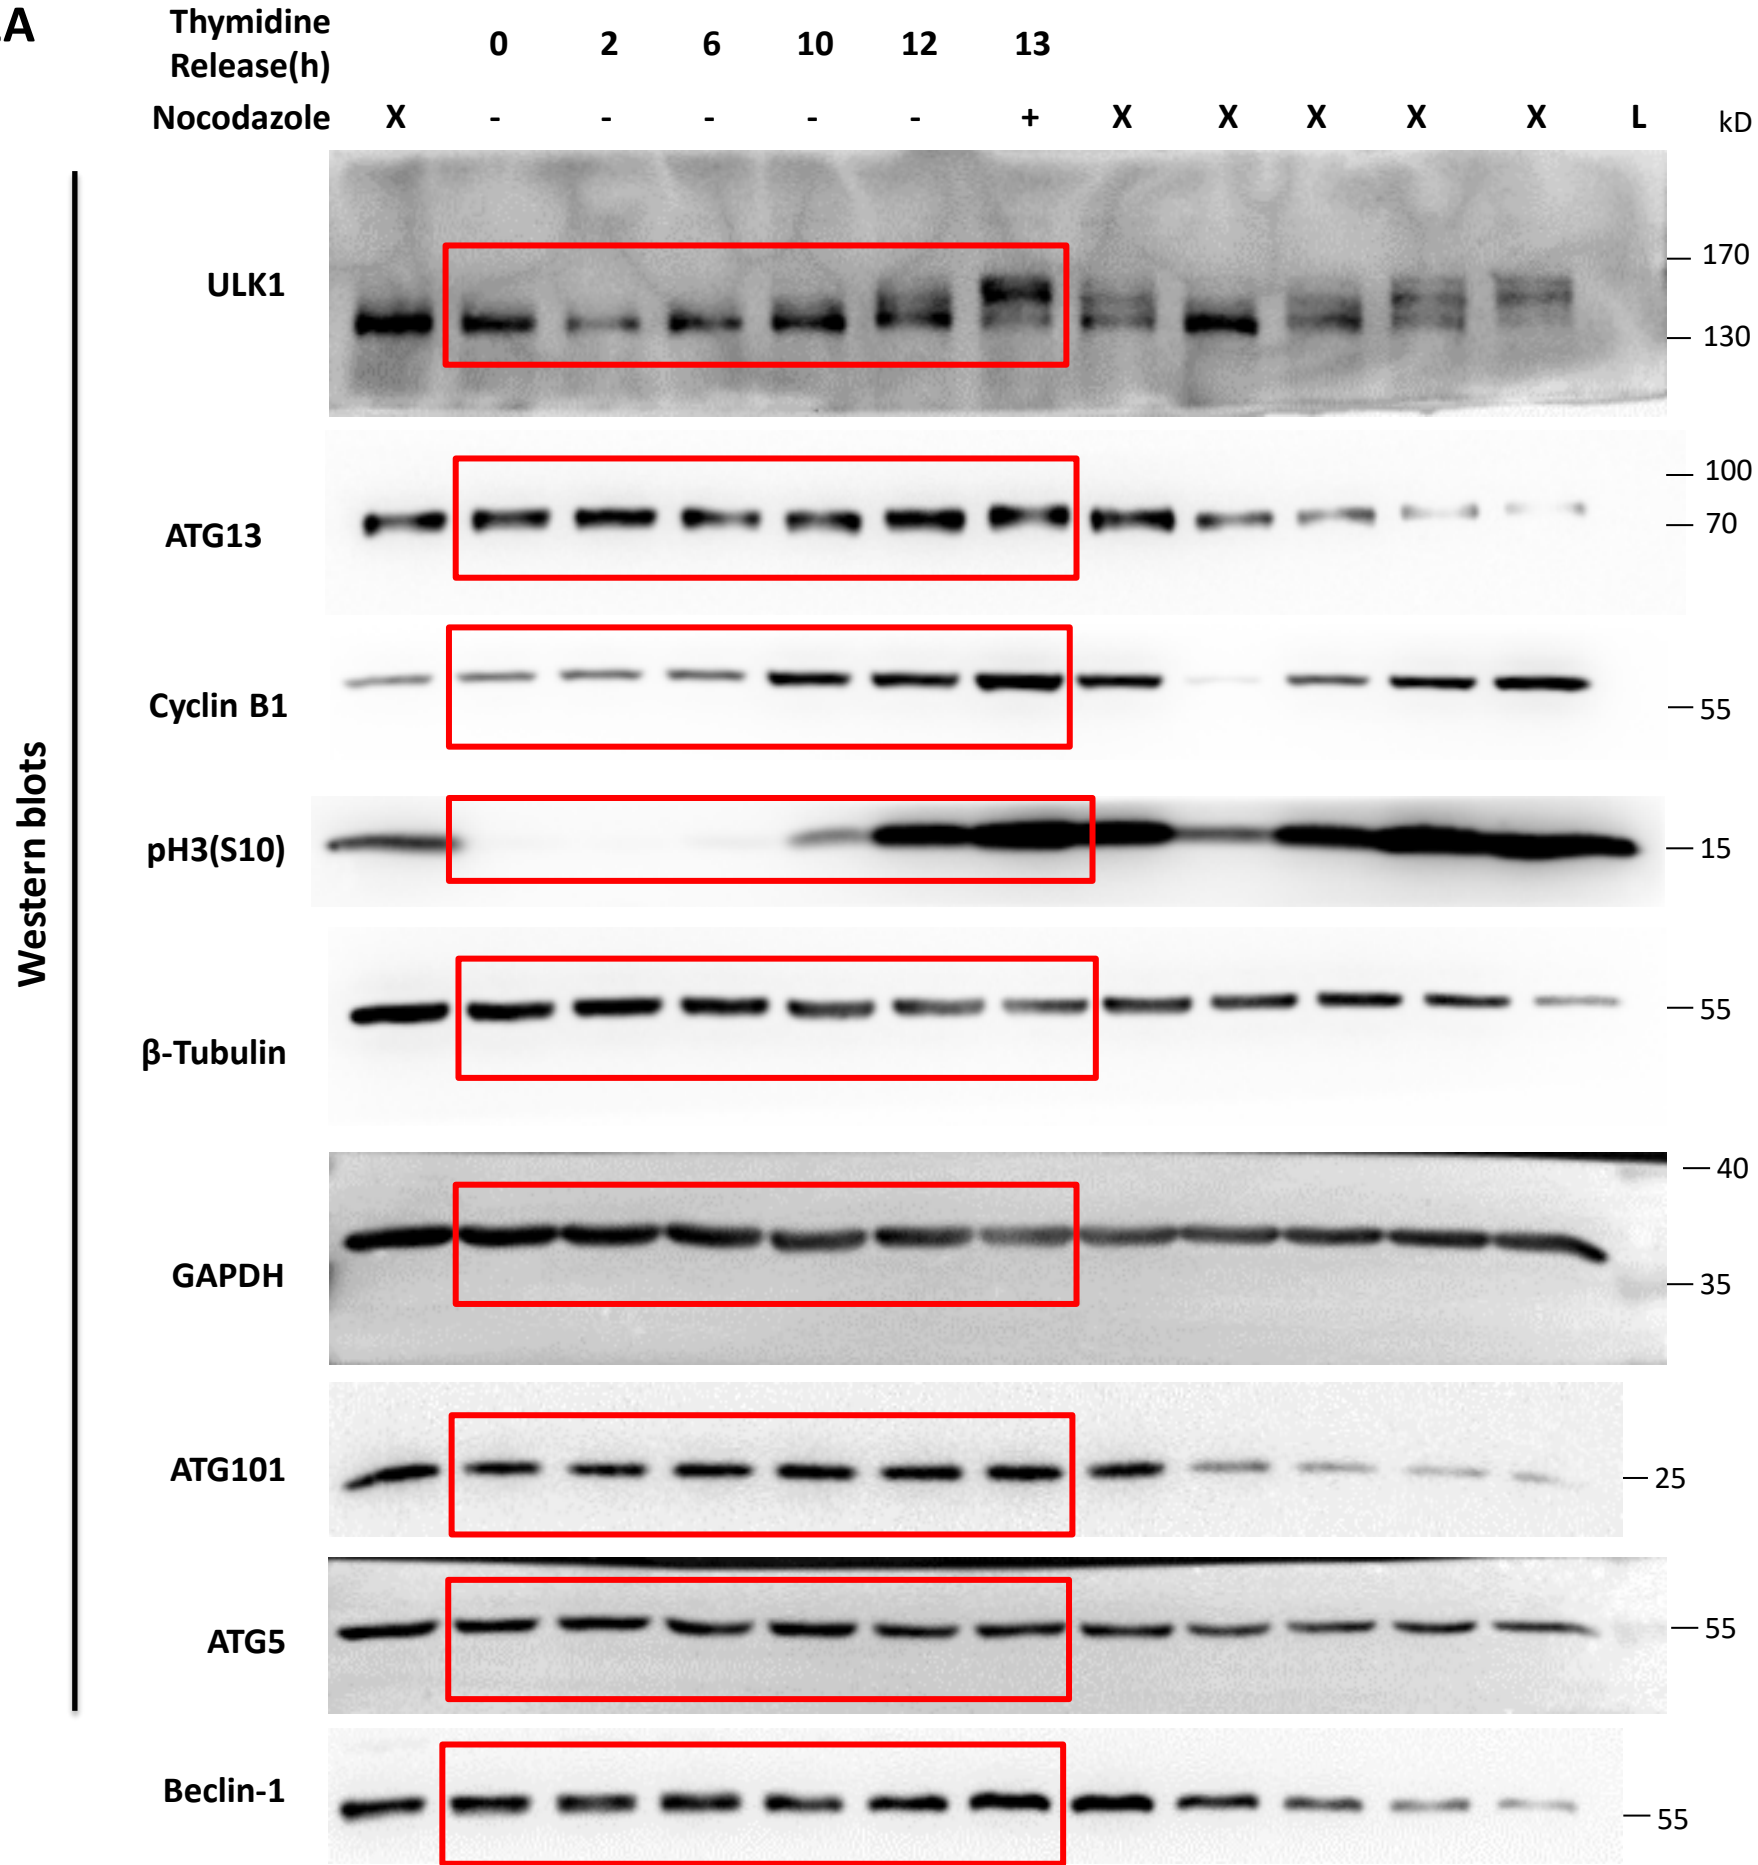 A
Thymidine
Release(h)
0 2 6 10 12 13
Nocodazole X - - - - - + X X X X X L kD
Western blots
ULK1
170
130
ATG13
100
70
Cyclin B1
55
pH3(S10)
15
β-Tubulin
55
GAPDH
40
35
ATG101
25
ATG5
55
Beclin-1
55